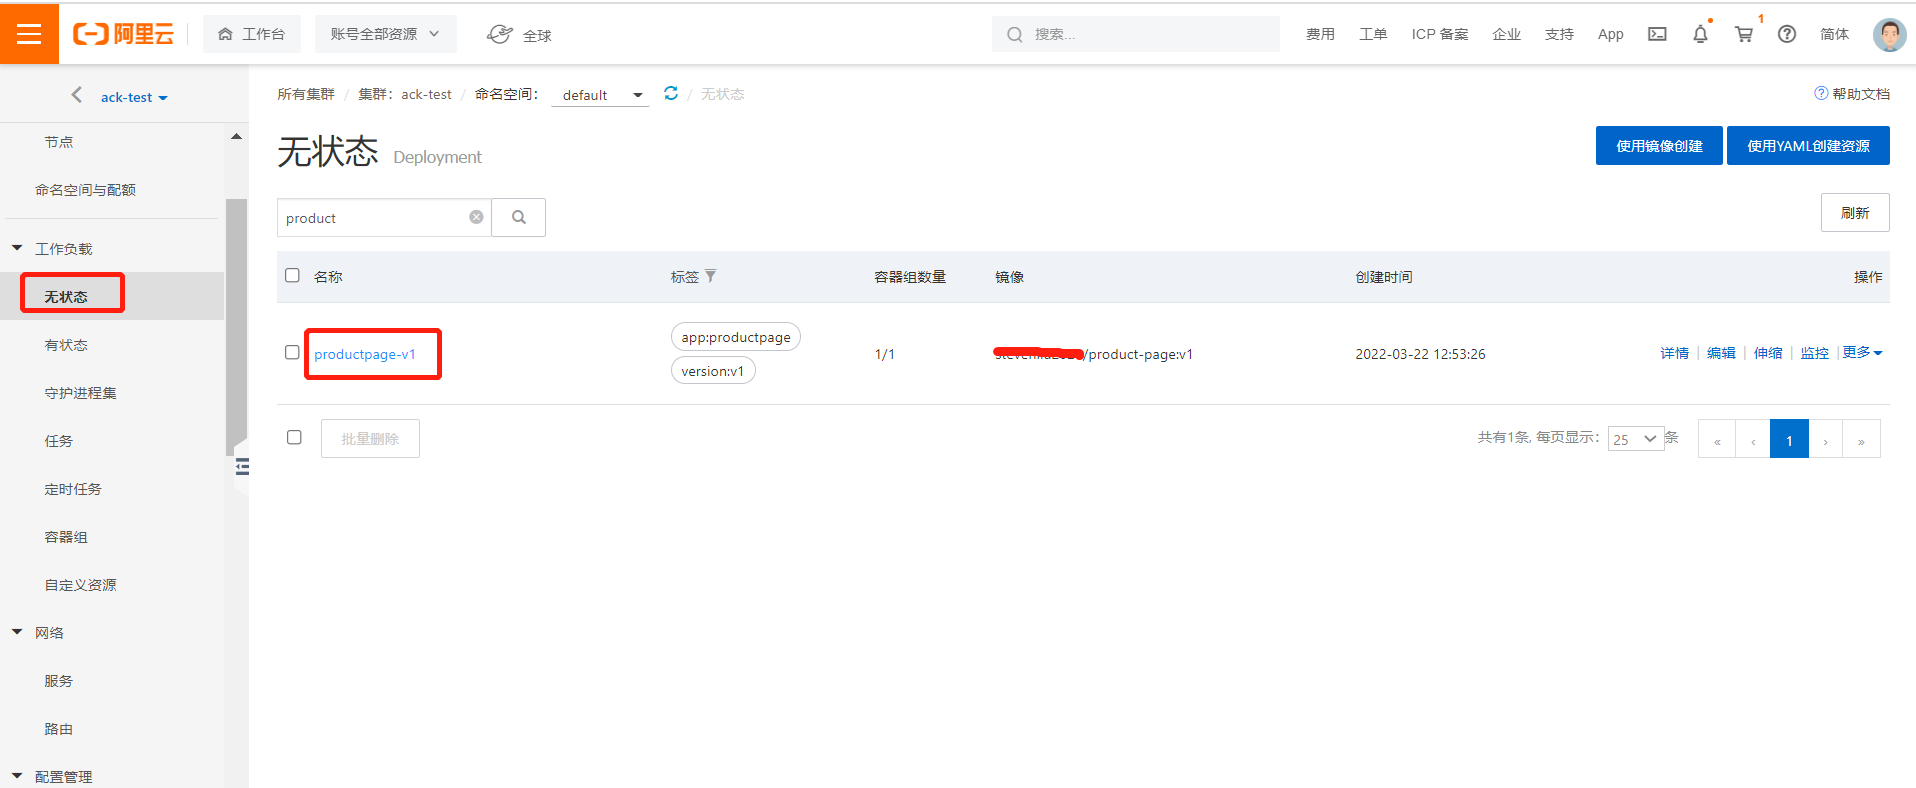 阿里云 工作台 账号全部资源 全球 搜索... 费用 工单 ICP 备案 企业 支持 App 1 简体
ack-test
节点
命名空间与配额
工作负载
无状态
有状态
守护进程集
任务
定时任务
容器组
自定义资源
网络
服务
路由
配置管理
所有集群 / 集群：ack-test / 命名空间： default / 无状态
帮助文档
无状态 Deployment
使用镜像创建 使用YAML创建资源
product
刷新
名称 标签 容器组数量 镜像 创建时间 操作
productpage-v1
app:productpage
version:v1
1/1
/product-page:v1
2022-03-22 12:53:26
详情 | 编辑 | 伸缩 | 监控 | 更多
批量删除
共有1条, 每页显示： 25 条 « ‹ 1 › »